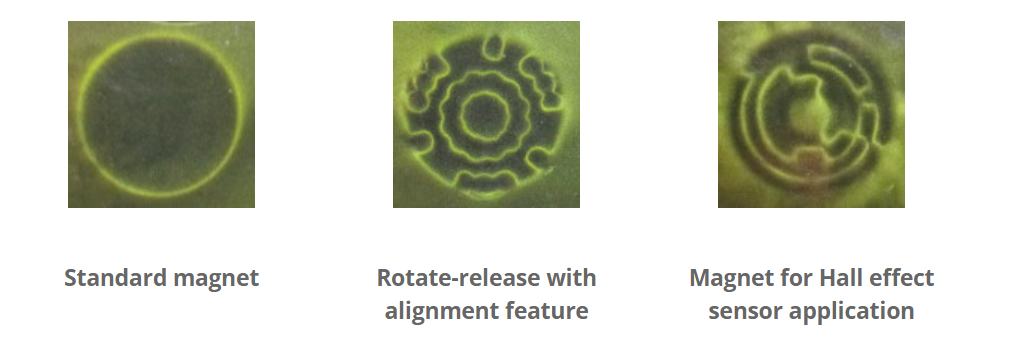 Standard magnet
Rotate-release with
alignment feature
Magnet for Hall effect
sensor application